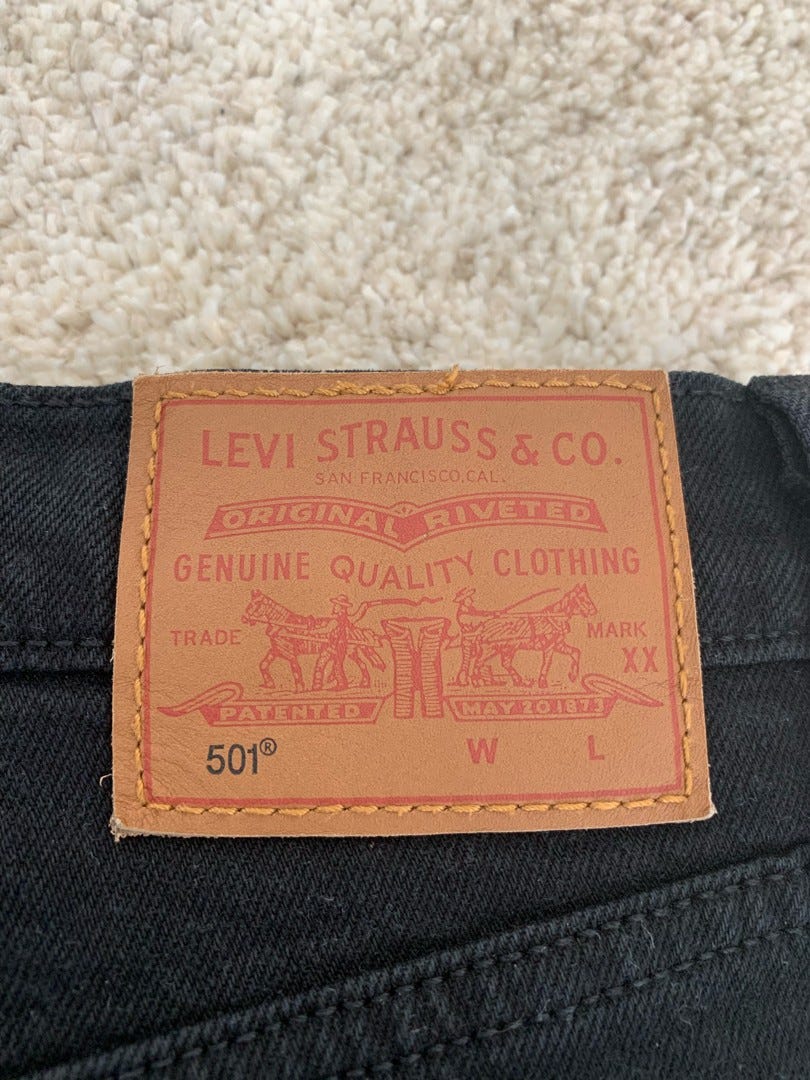 LEVI STRAUSS & CO.
SAN FRANCISCO, CAL.
ORIGINAL RIVETED
GENUINE QUALITY CLOTHING
TRADE MARK
XX
PATENTED MAY 20 1873
501® W L